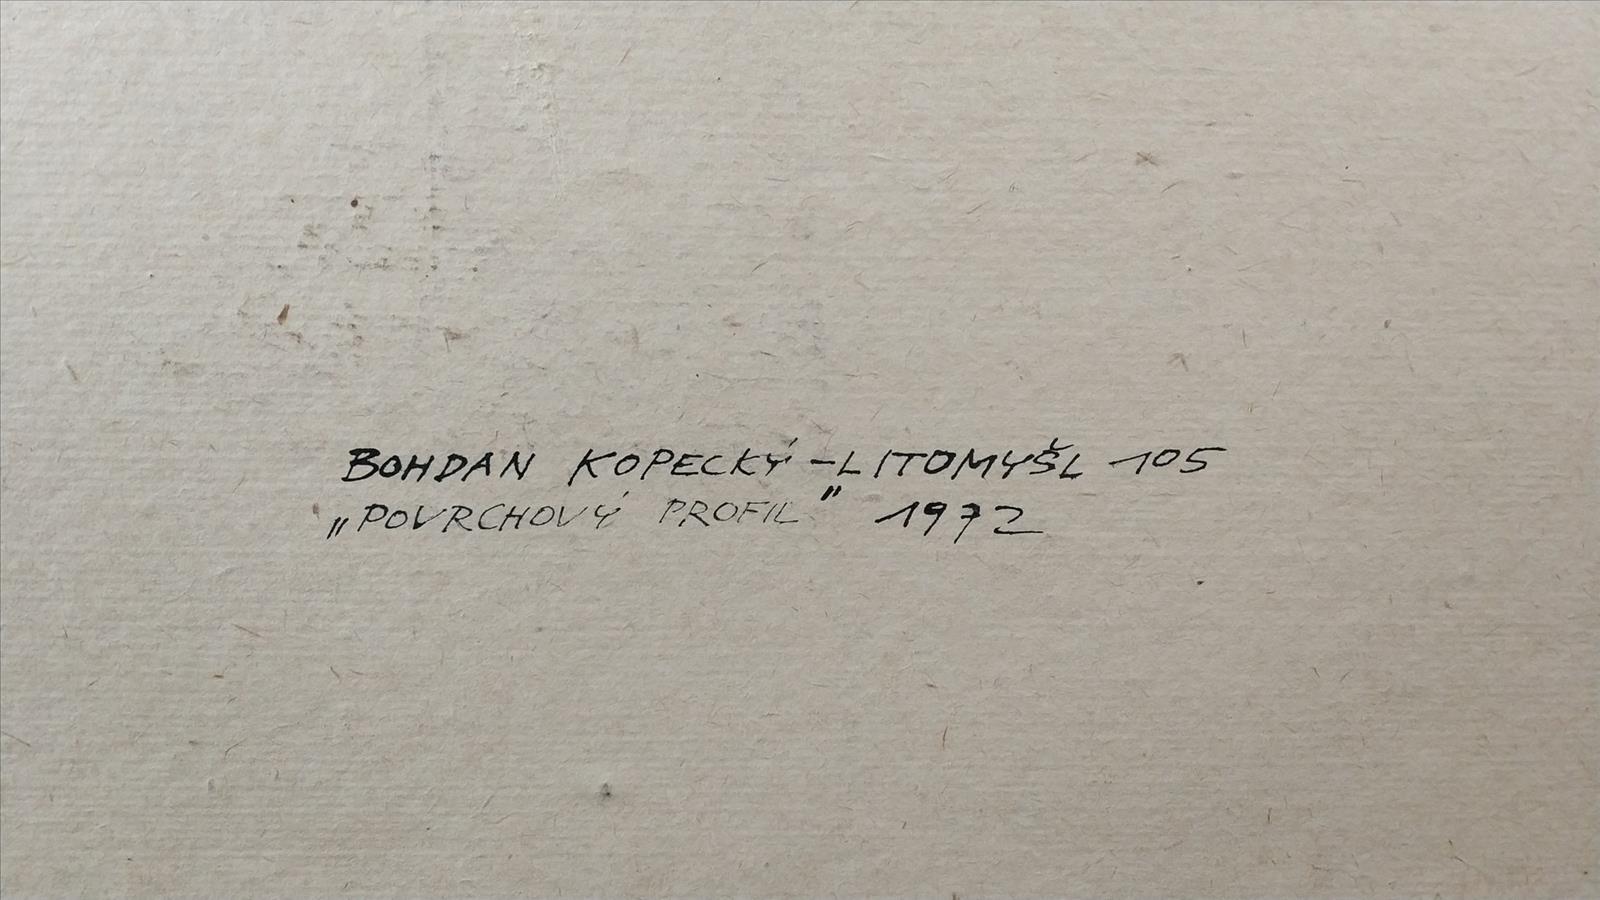 BOHDAN KOPECKÝ - LITOMYŠL 105
„POVRCHOVÝ PROFIL" 1972